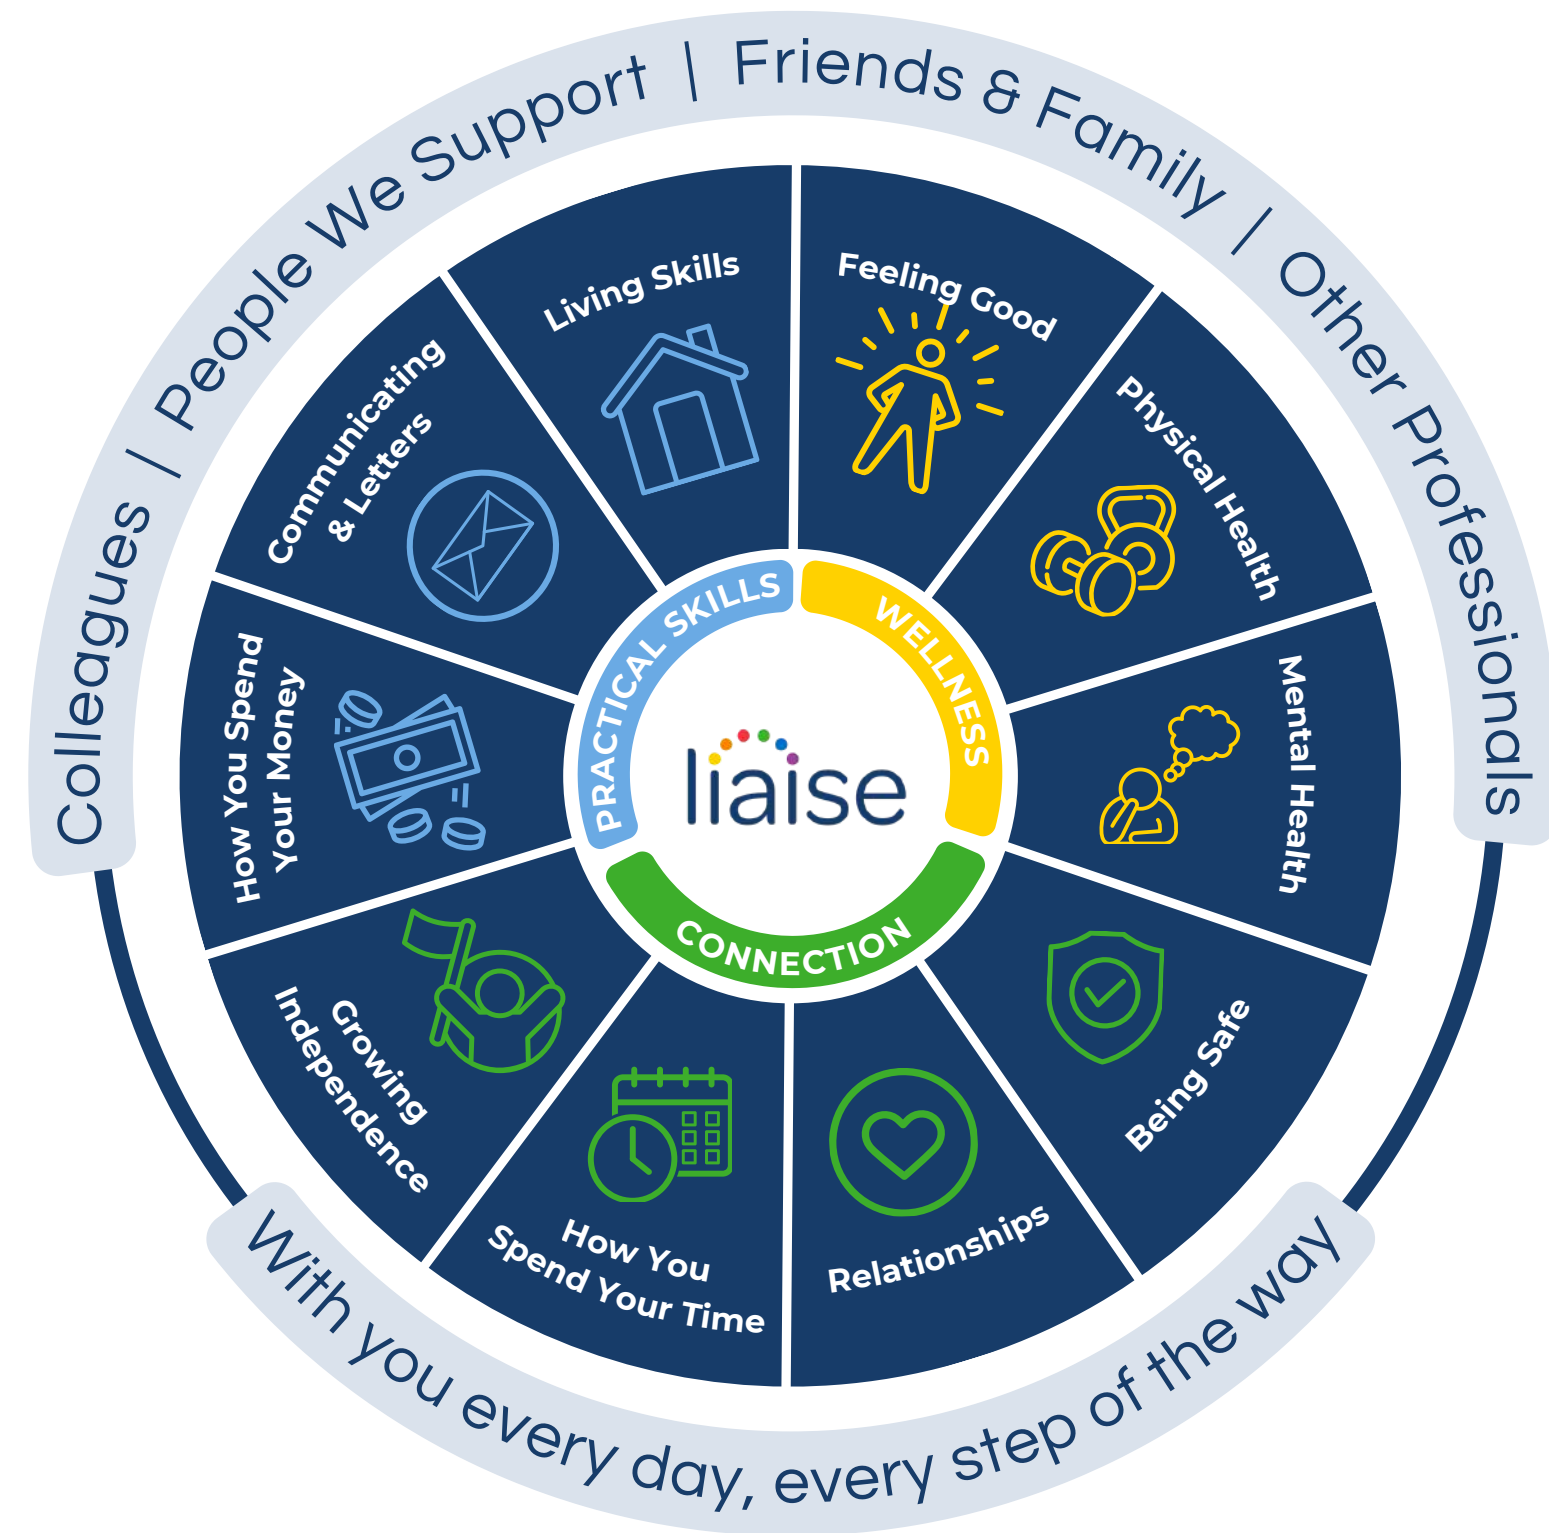 Colleagues | People We Support | Friends & Family | Other Professionals
Living Skills
Feeling Good
Physical Health
Mental Health
Being Safe
Relationships
How You
Spend Your Time
Growing
Independence
How You Spend
Your Money
Communicating
& Letters
PRACTICAL SKILLS
WELLNESS
CONNECTION
liaise
With you every day, every step of the way